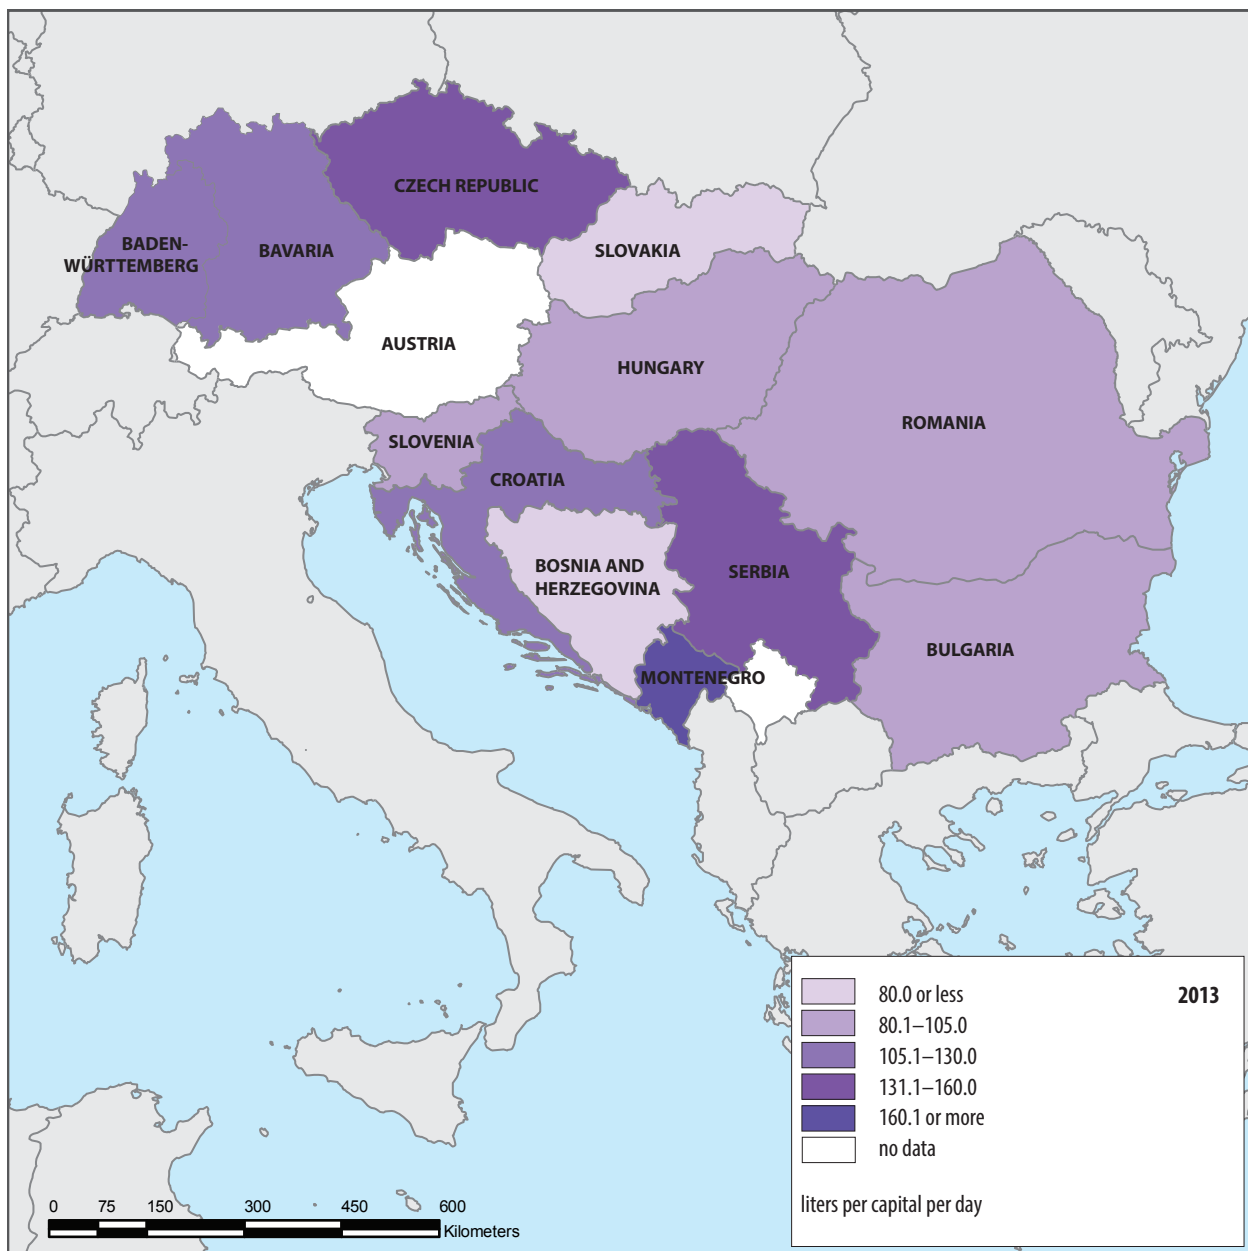 CZECH REPUBLIC
BADEN-
WÜRTTEMBERG
BAVARIA
SLOVAKIA
AUSTRIA
HUNGARY
ROMANIA
SLOVENIA
CROATIA
BOSNIA AND
HERZEGOVINA
SERBIA
BULGARIA
MONTENEGRO
80.0 or less
2013
80.1–105.0
105.1–130.0
131.1–160.0
160.1 or more
no data
liters per capital per day
0 75 150 300 450 600
Kilometers